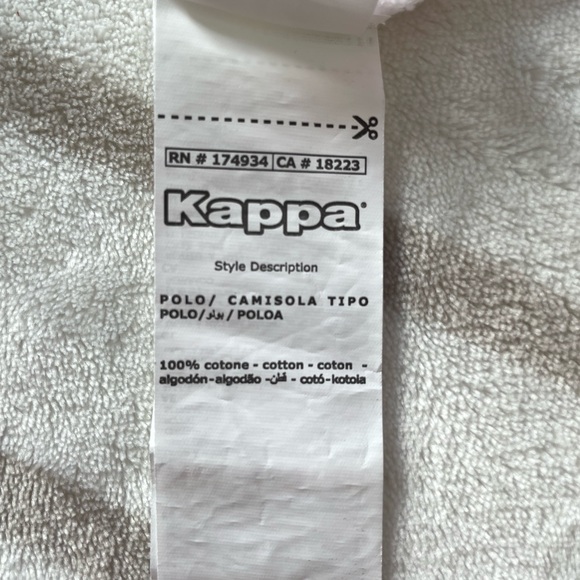 RN # 174934 CA # 18223
Kappa®
Style Description
POLO/ CAMISOLA TIPO
POLO/بولو/ POLOA
100% cotone - cotton - coton -
algodón-algodão -قطن - cotó-kotoia